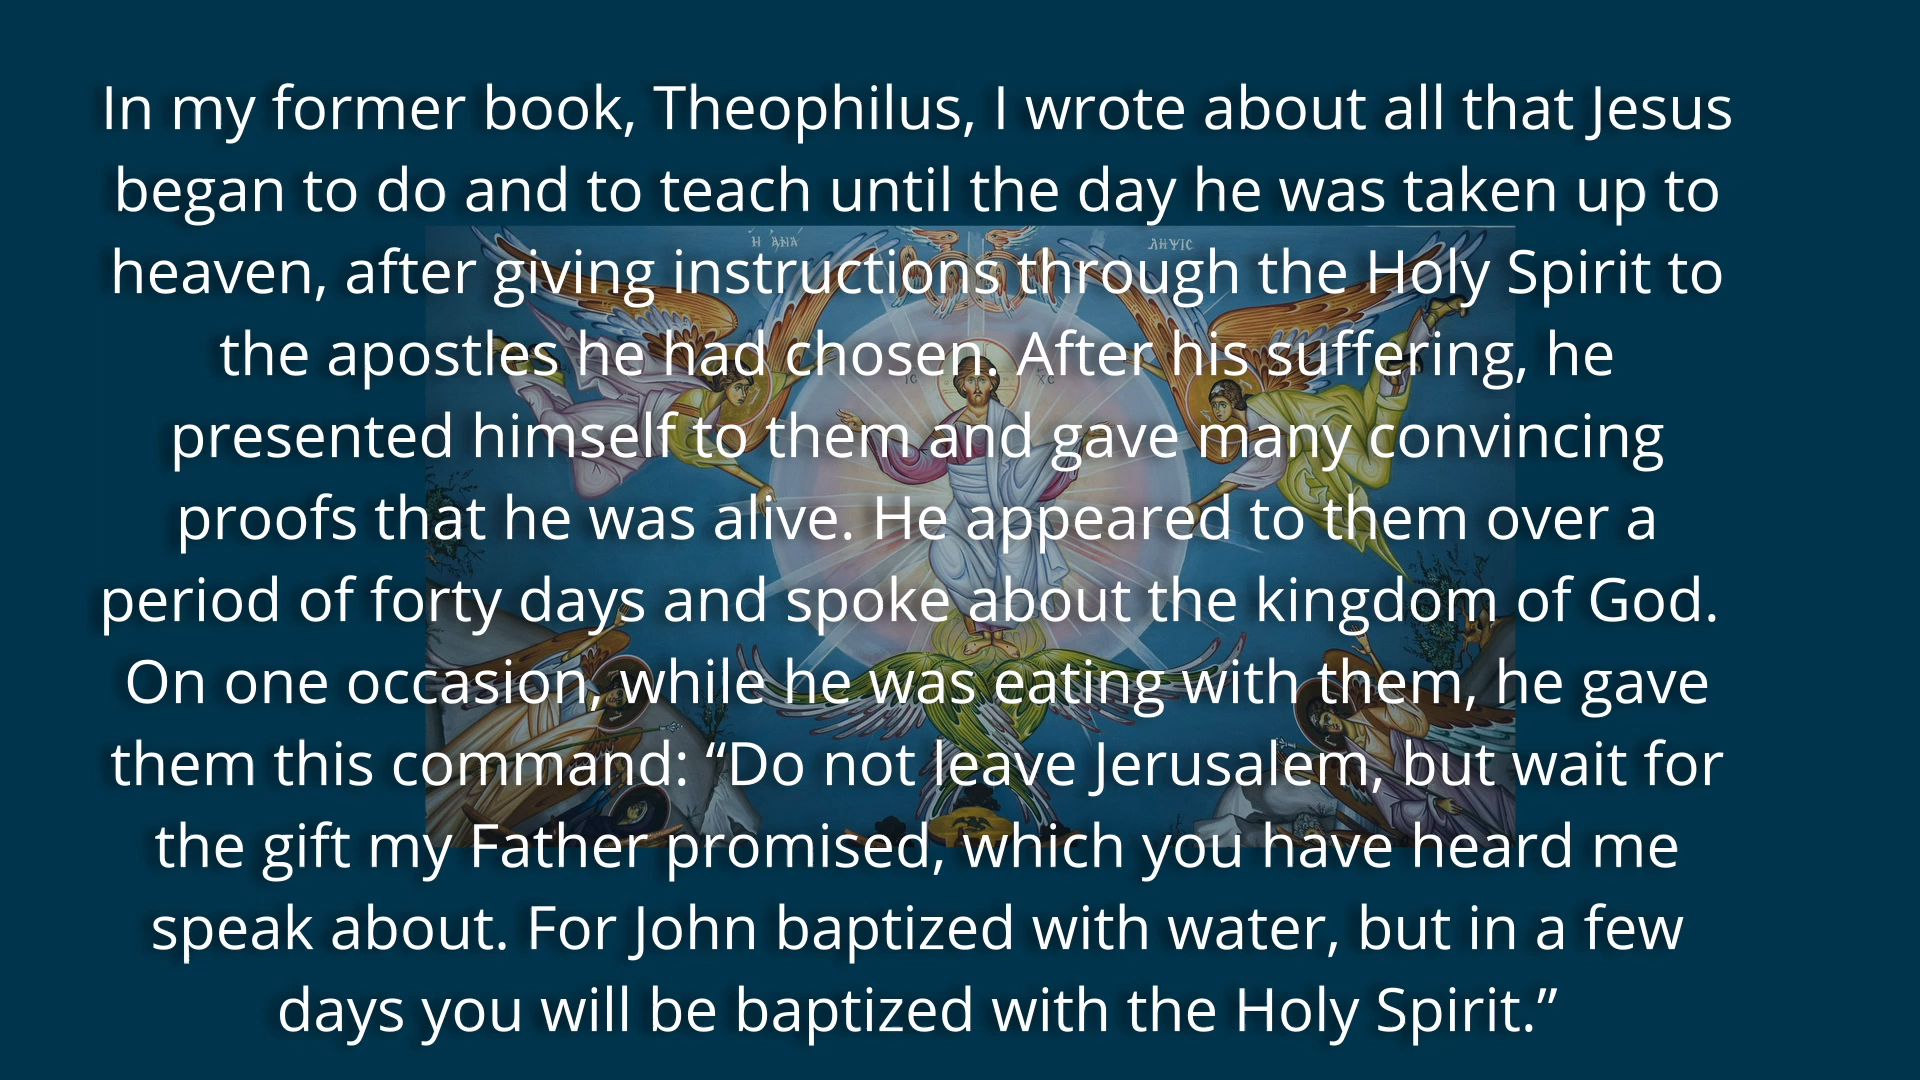 In my former book, Theophilus, I wrote about all that Jesus
began to do and to teach until the day he was taken up to
Η ΑΝΑ ΛΗΨΙС
heaven, after giving instructions through the Holy Spirit to
the apostles he had chosen. After his suffering, he
ΙС ΧС
presented himself to them and gave many convincing
proofs that he was alive. He appeared to them over a
period of forty days and spoke about the kingdom of God.
On one occasion, while he was eating with them, he gave
them this command: “Do not leave Jerusalem, but wait for
the gift my Father promised, which you have heard me
speak about. For John baptized with water, but in a few
days you will be baptized with the Holy Spirit.”